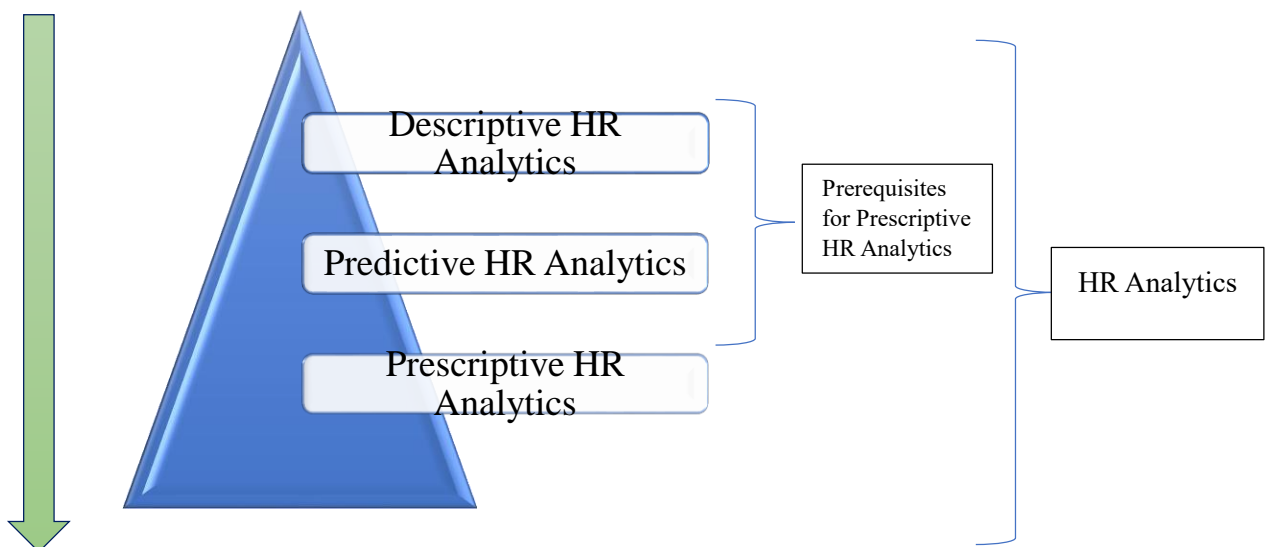 Descriptive HR
Analytics
Predictive HR Analytics
Prescriptive HR
Analytics
Prerequisites
for Prescriptive
HR Analytics
HR Analytics